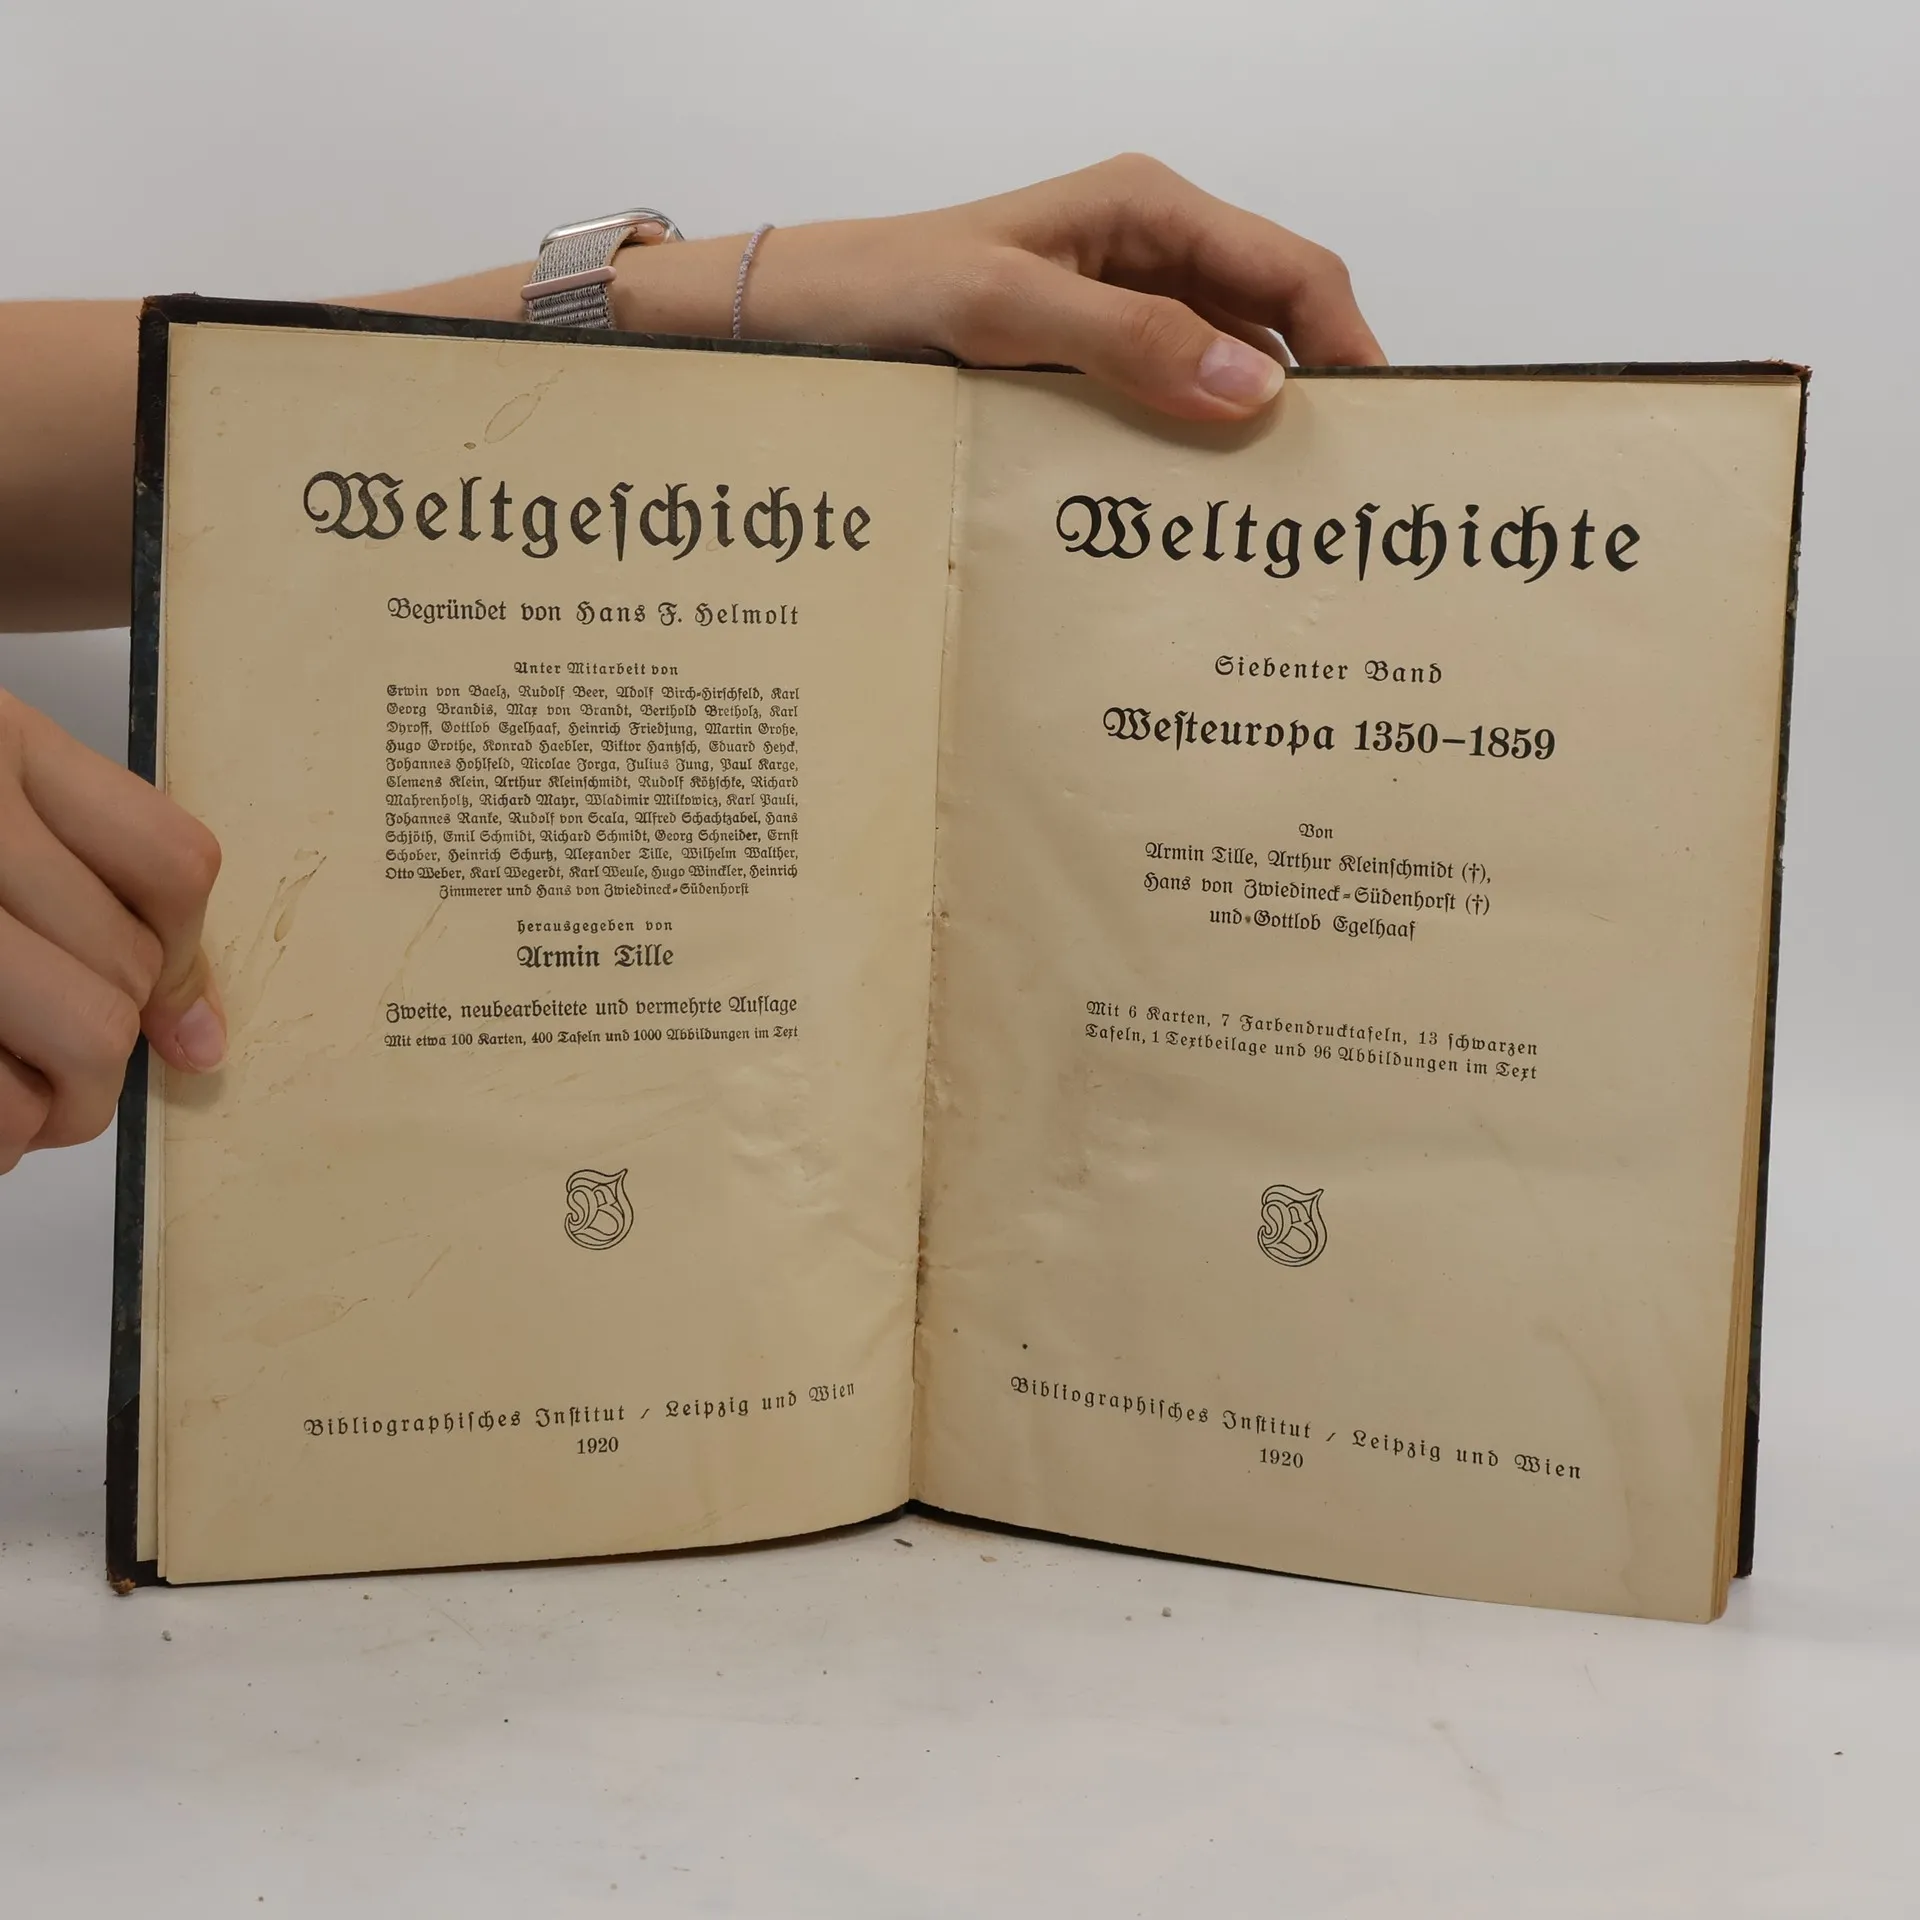 Weltgeschichte
Begründet von Hans F. Helmolt
Unter Mitarbeit von
Erwin von Baelz, Rudolf Beer, Adolf Birch-Hirschfeld, Karl
Georg Brandis, Max von Brandt, Berthold Bretholz, Karl
Dyroff, Gottlob Egelhaaf, Heinrich Friedjung, Martin Große,
Hugo Grothe, Konrad Haebler, Viktor Hantzsch, Eduard Heyck,
Johannes Hohlfeld, Nicolae Jorga, Julius Jung, Paul Karge,
Clemens Klein, Arthur Kleinschmidt, Rudolf Kötzschke, Richard
Mahrenholtz, Richard Mayr, Wladimir Milkowicz, Karl Pauli,
Johannes Ranke, Rudolf von Scala, Alfred Schachtzabel, Hans
Schjöth, Emil Schmidt, Richard Schmidt, Georg Schneider, Ernst
Schober, Heinrich Schurtz, Alexander Tille, Wilhelm Walther,
Otto Weber, Karl Wegerdt, Karl Weule, Hugo Winckler, Heinrich
Zimmerer und Hans von Zwiedineck-Südenhorst
herausgegeben von
Armin Tille
Zweite, neubearbeitete und vermehrte Auflage
Mit etwa 100 Karten, 400 Tafeln und 1000 Abbildungen im Text
BI
Bibliographisches Institut / Leipzig und Wien
1920
Weltgeschichte
Siebenter Band
Westeuropa 1350–1859
Von
Armin Tille, Arthur Kleinschmidt (†),
Hans von Zwiedineck-Südenhorst (†)
und Gottlob Egelhaaf
Mit 6 Karten, 7 Farbendrucktafeln, 13 schwarzen
Tafeln, 1 Textbeilage und 96 Abbildungen im Text
BI
Bibliographisches Institut / Leipzig und Wien
1920